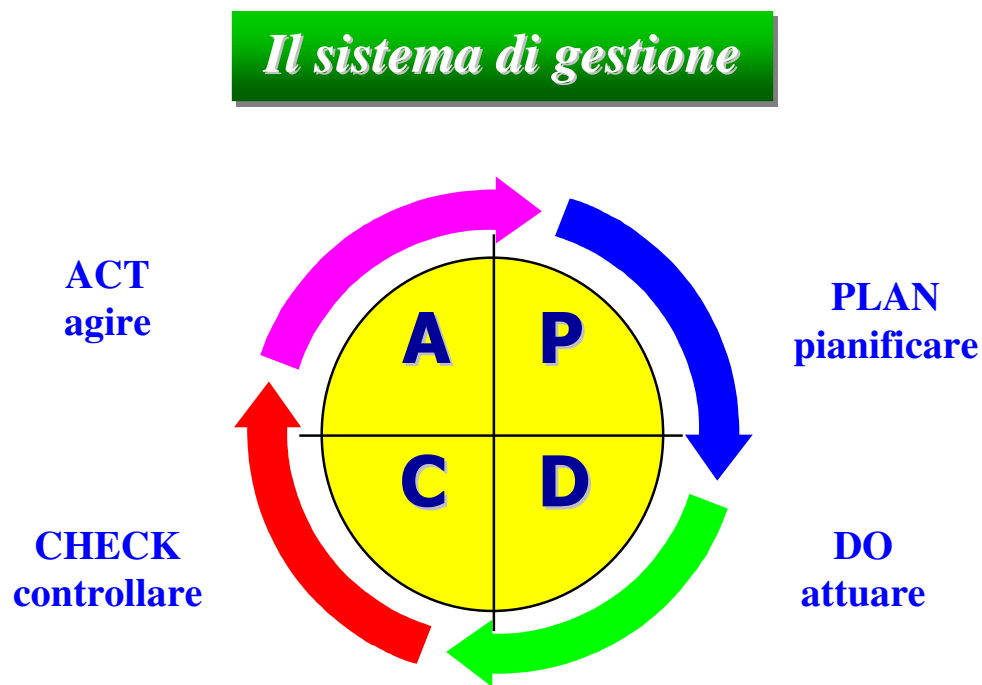 Il sistema di gestione
ACT
agire
PLAN
pianificare
A P
C D
CHECK
controllare
DO
attuare